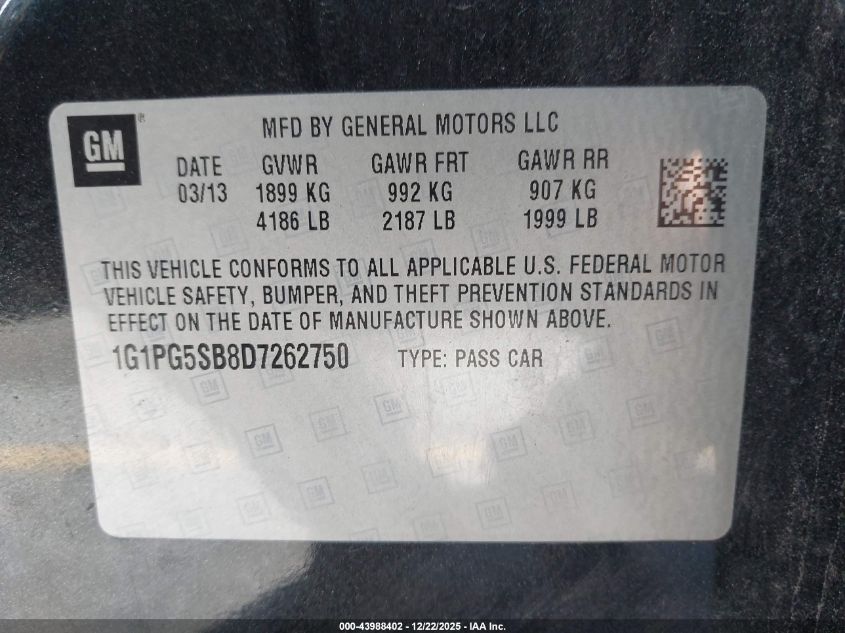 GM ®
MFD BY GENERAL MOTORS LLC
DATE GVWR GAWR FRT GAWR RR
03/13 1899 KG 992 KG 907 KG
4186 LB 2187 LB 1999 LB
THIS VEHICLE CONFORMS TO ALL APPLICABLE U.S. FEDERAL MOTOR
VEHICLE SAFETY, BUMPER, AND THEFT PREVENTION STANDARDS IN
EFFECT ON THE DATE OF MANUFACTURE SHOWN ABOVE.
1G1PG5SB8D7262750 TYPE: PASS CAR
000-43988402 - 12/22/2025 - IAA Inc.